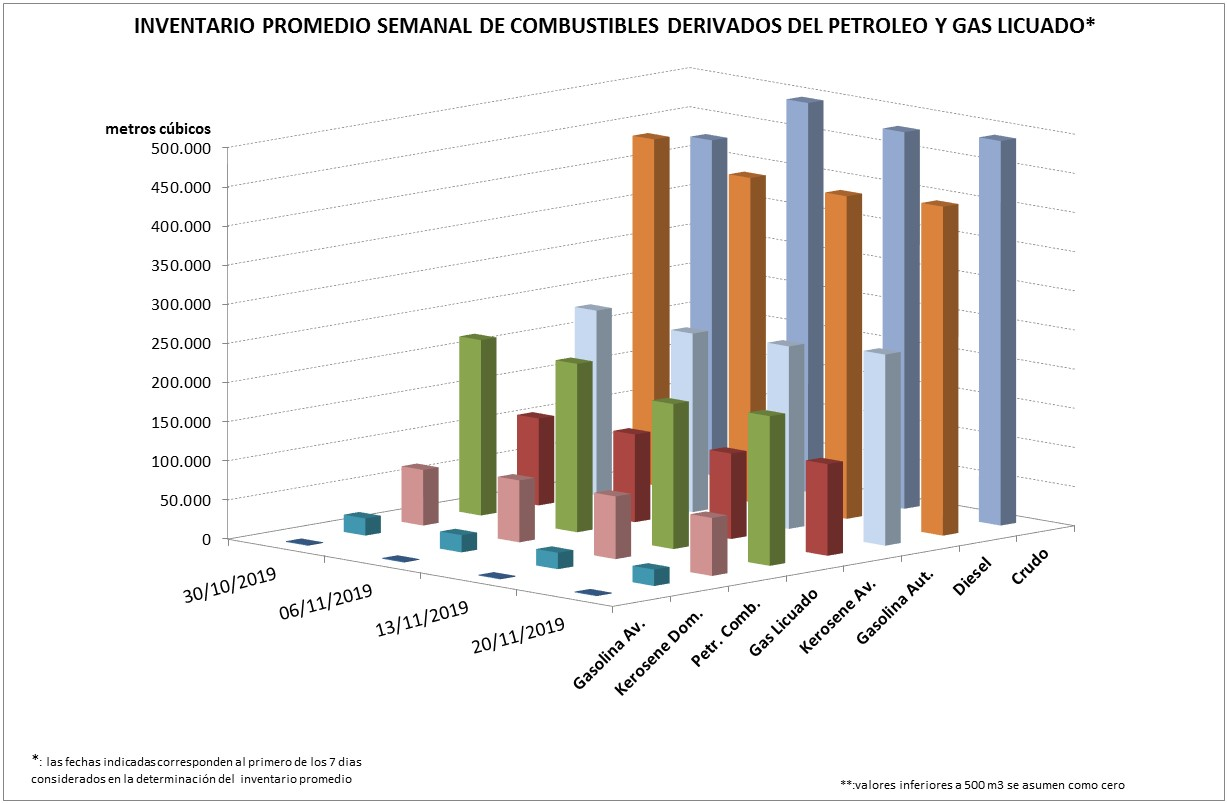 INVENTARIO PROMEDIO SEMANAL DE COMBUSTIBLES DERIVADOS DEL PETROLEO Y GAS LICUADO*
metros cúbicos
500.000
450.000
400.000
350.000
300.000
250.000
200.000
150.000
100.000
50.000
0
30/10/2019
06/11/2019
13/11/2019
20/11/2019
Gasolina Av.
Kerosene Dom.
Petr. Comb.
Gas Licuado
Kerosene Av.
Gasolina Aut.
Diesel
Crudo
*: las fechas indicadas corresponden al primero de los 7 dias
considerados en la determinación del inventario promedio
**:valores inferiores a 500 m3 se asumen como cero